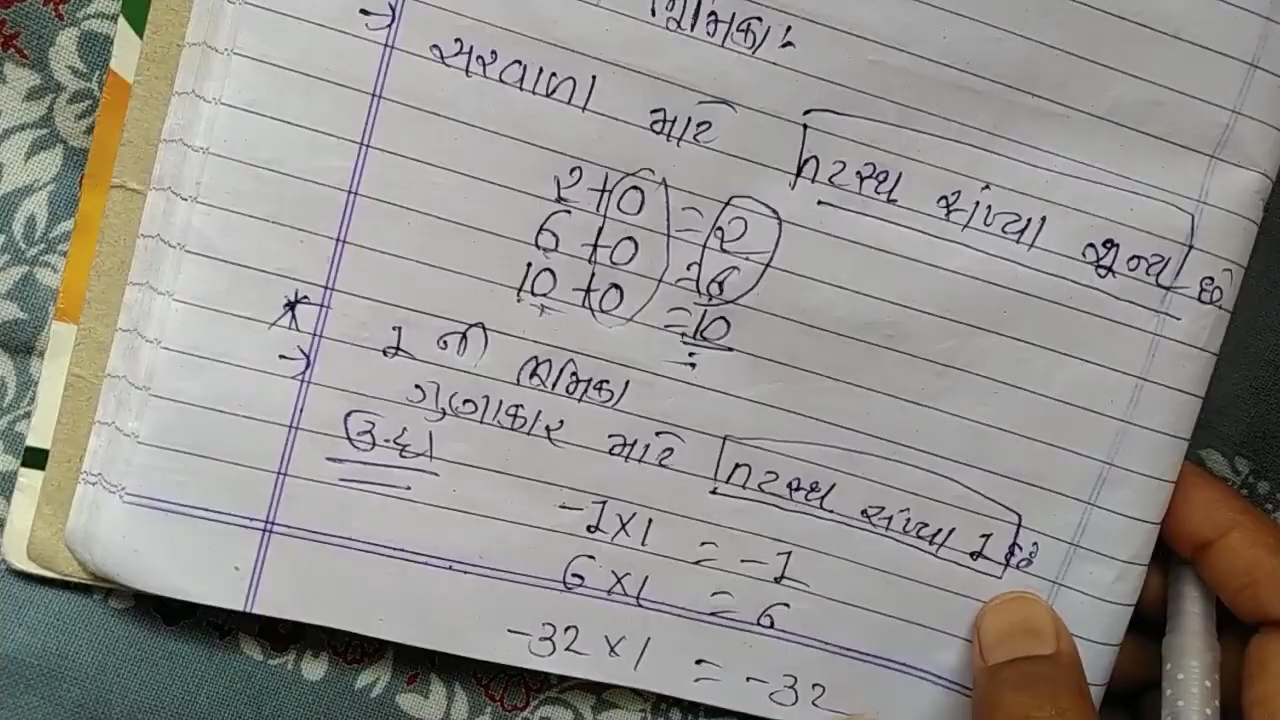 ભૂમિકા :
→ સરવાળા માટે તટસ્થ સંખ્યા શૂન્ય છે
2+0 = 2
6+0 = 6
10+0 = 10
* 1 ની ભૂમિકા
→ ગુણાકાર માટે તટસ્થ સંખ્યા 1 છે
ઉ.દા
-1×1 = -1
6×1 = 6
-32×1 = -32